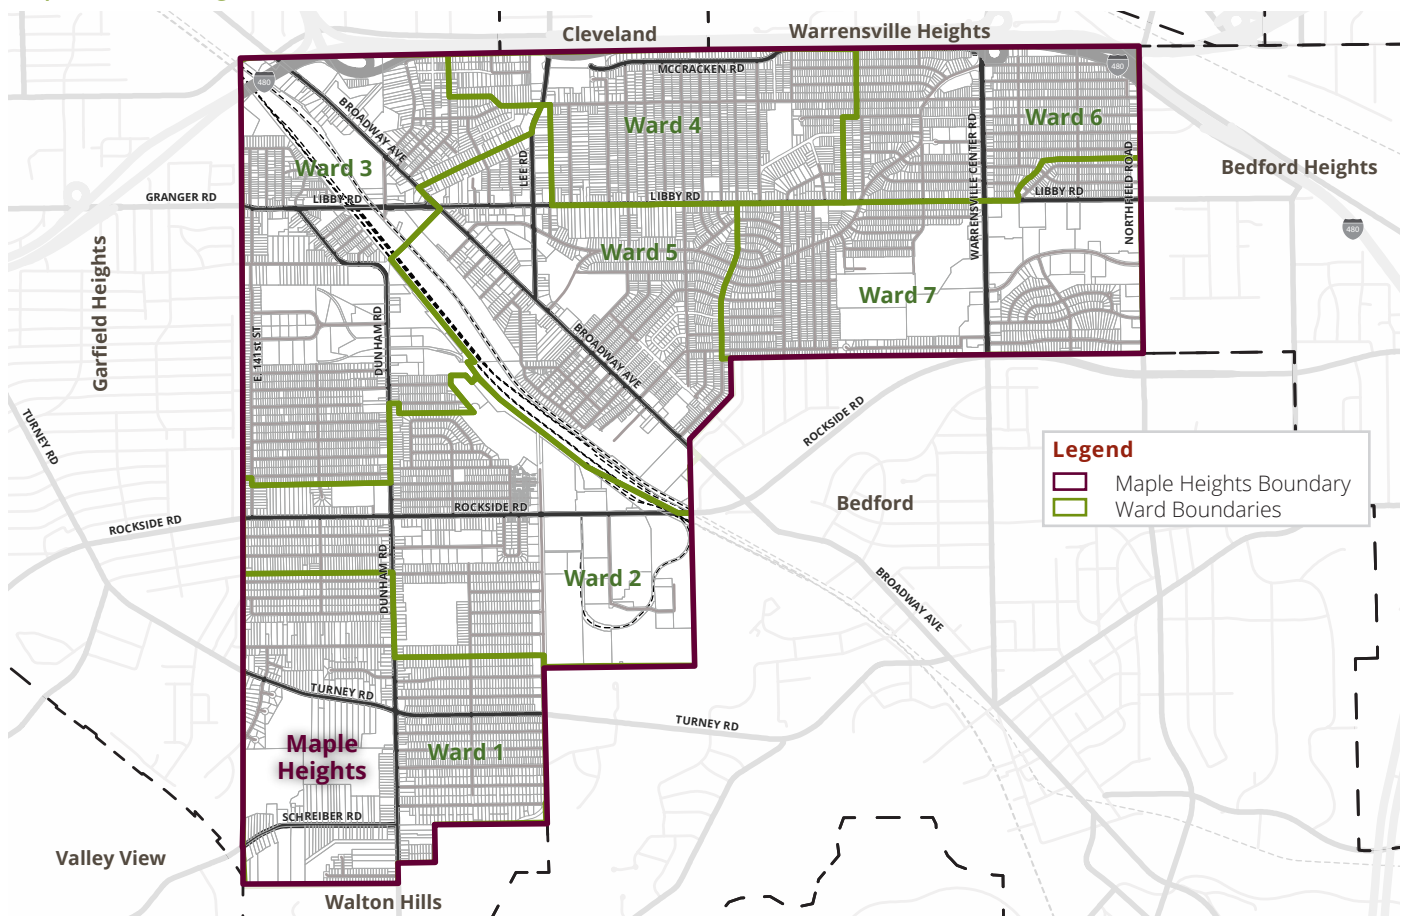 Cleveland
Warrensville Heights
480
MCCRACKEN RD
480
BROADWAY AVE
Ward 4
Ward 6
WARRENSVILLE CENTER RD
NORTHFIELD ROAD
LEE RD
Ward 3
Bedford Heights
GRANGER RD
LIBBY RD
LIBBY RD
LIBBY RD
480
Garfield Heights
Ward 5
Ward 7
E. 141st ST
DUNHAM RD
BROADWAY AVE
TURNEY RD
ROCKSIDE RD
Legend
Maple Heights Boundary
Ward Boundaries
Bedford
ROCKSIDE RD
ROCKSIDE RD
DUNHAM RD
Ward 2
BROADWAY AVE
TURNEY RD
TURNEY RD
Maple
Heights
Ward 1
SCHREIBER RD
Valley View
Walton Hills